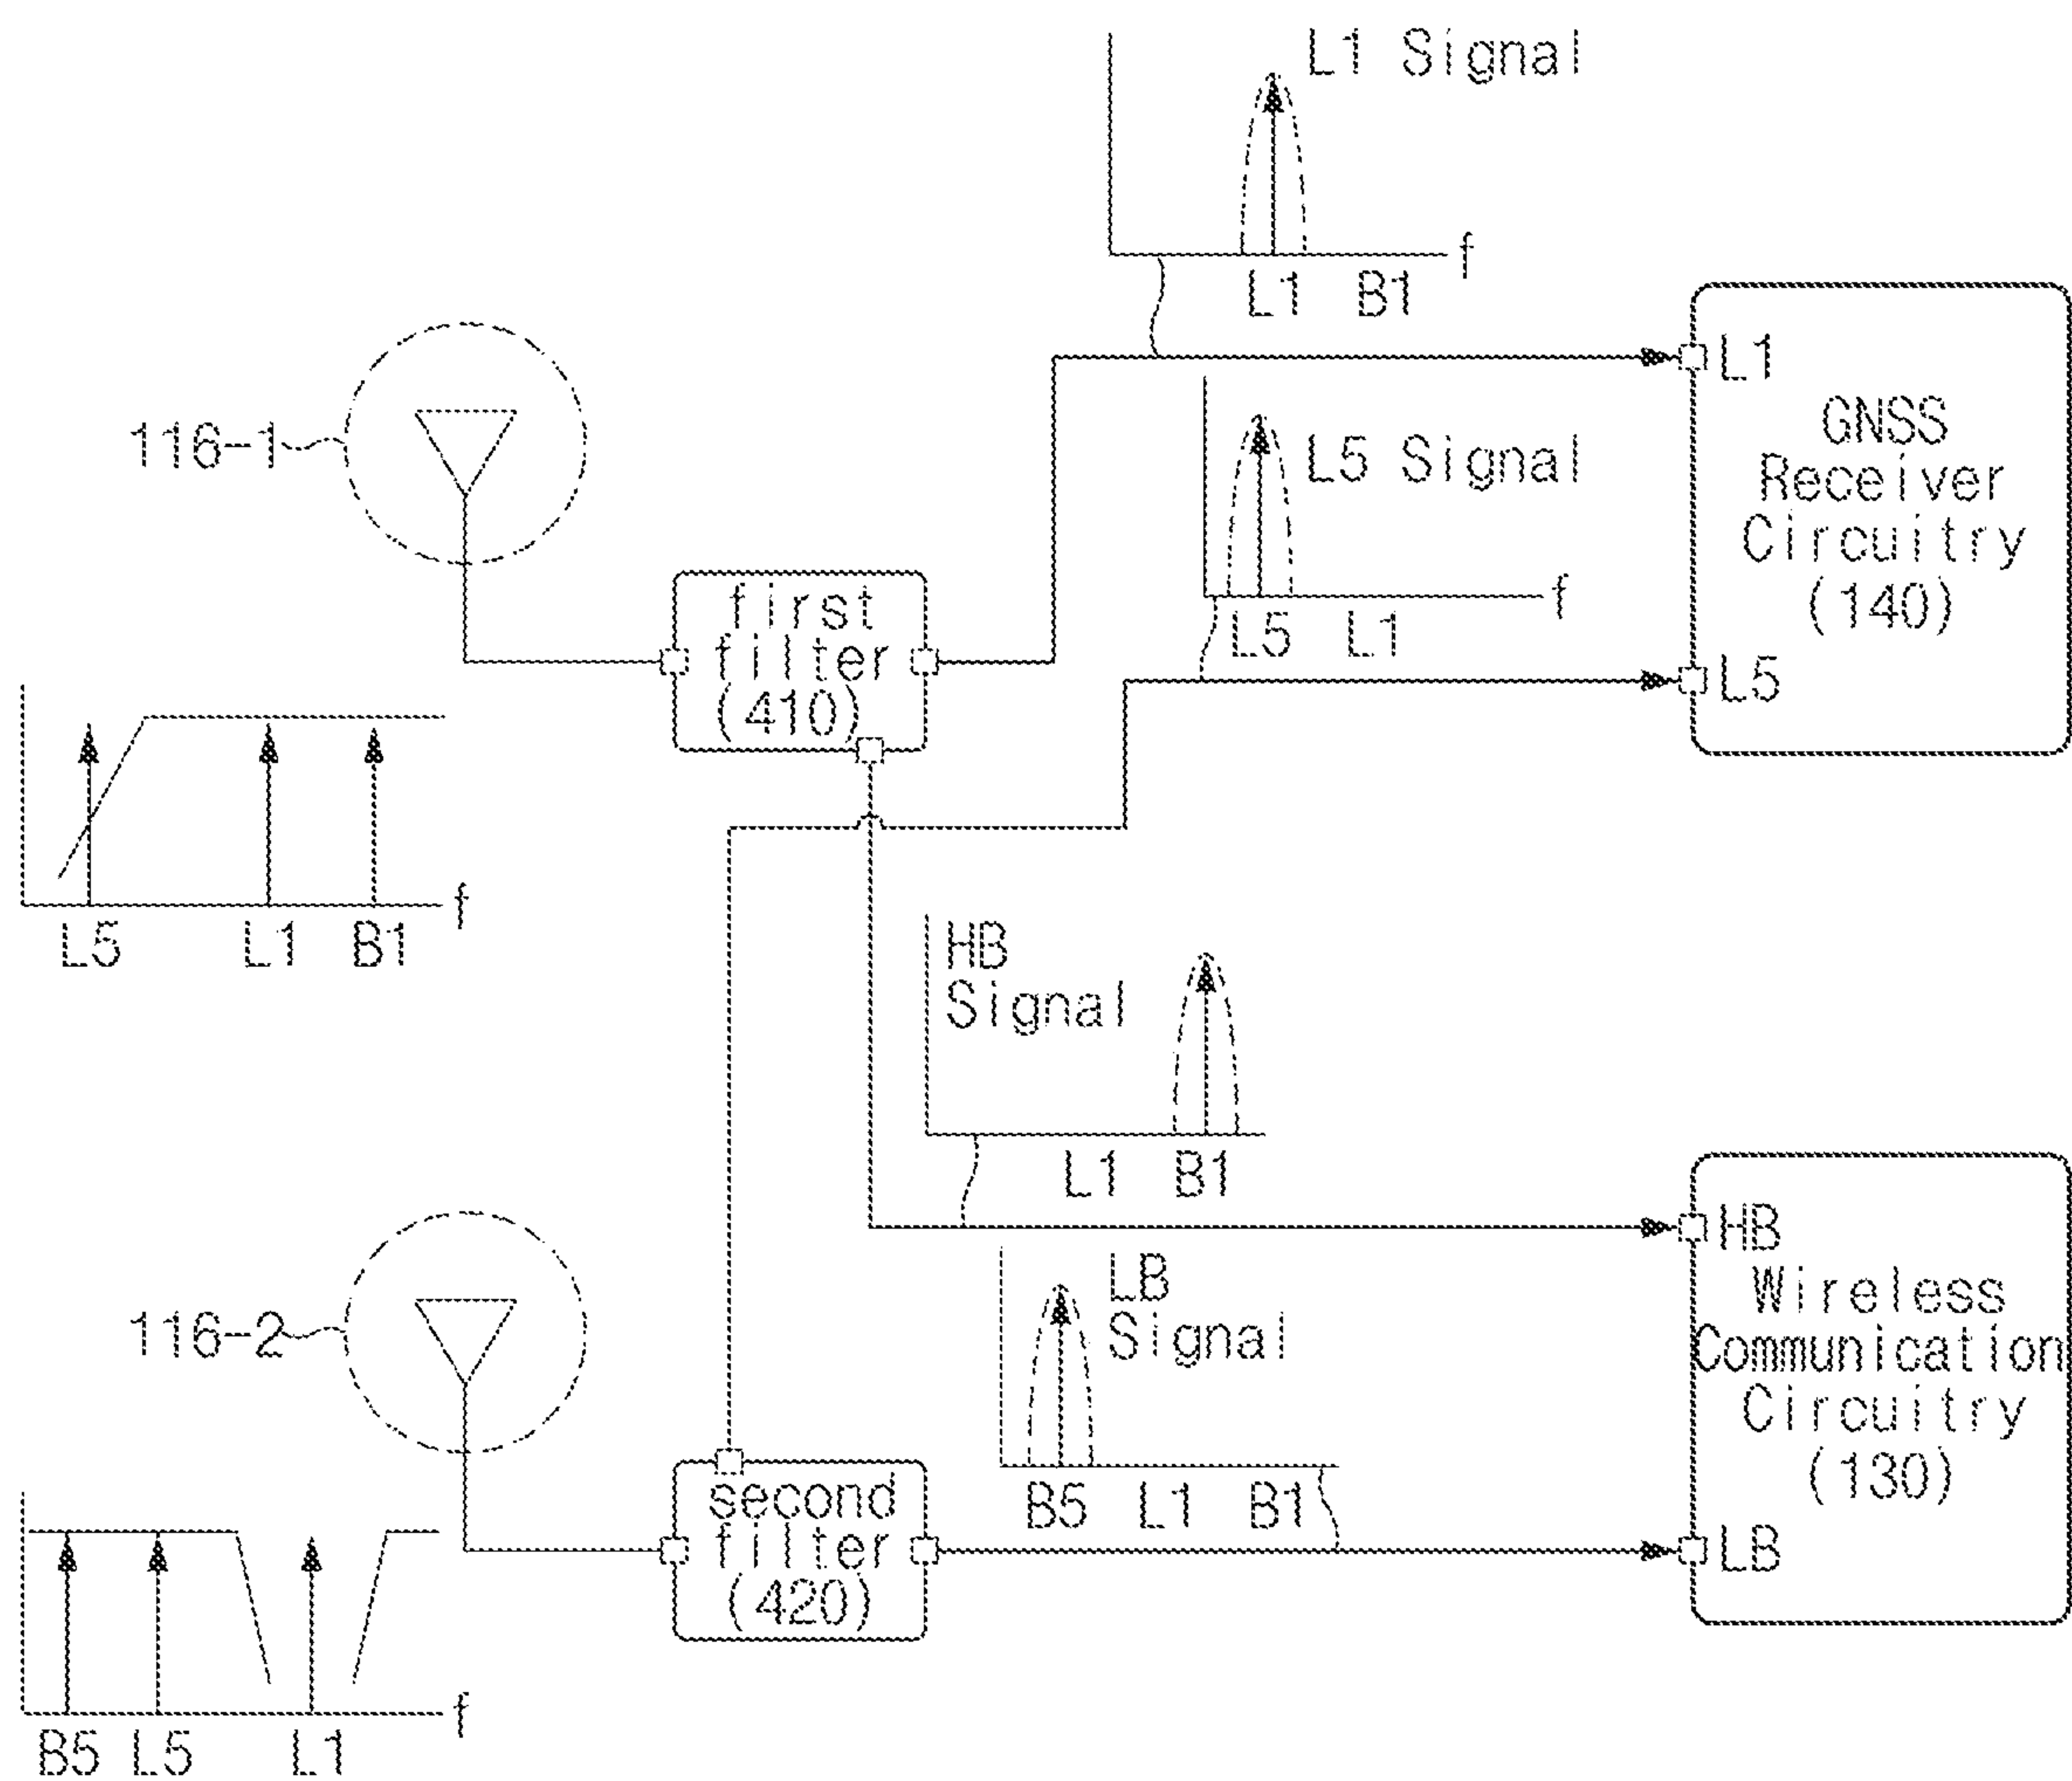 L1 Signal
f
L1 B1
L1
GNSS
Receiver
Circuitry
(140)
L5
116-1
L5 Signal
f
L5 L1
first
filter
(410)
f
L5 L1 B1
HB
Signal
L1 B1
HB
Wireless
Communication
Circuitry
(130)
LB
116-2
LB
Signal
B5 L1 B1
second
filter
(420)
f
B5 L5 L1